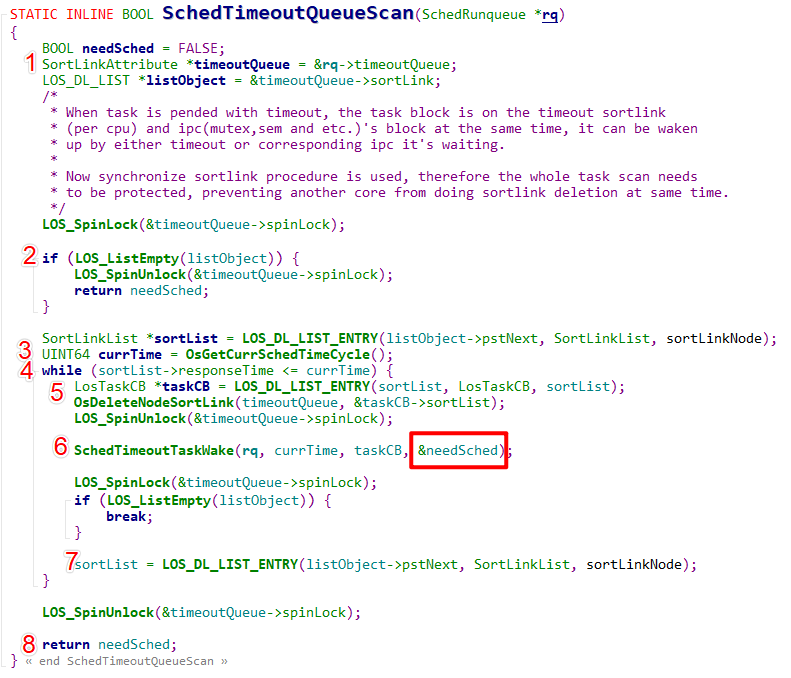 STATIC INLINE BOOL SchedTimeoutQueueScan(SchedRunqueue *rq)
{
BOOL needSched = FALSE;
1 SortLinkAttribute *timeoutQueue = &rq->timeoutQueue;
LOS_DL_LIST *listObject = &timeoutQueue->sortLink;
/*
* When task is pended with timeout, the task block is on the timeout sortlink
* (per cpu) and ipc(mutex,sem and etc.)'s block at the same time, it can be waken
* up by either timeout or corresponding ipc it's waiting.
*
* Now synchronize sortlink procedure is used, therefore the whole task scan needs
* to be protected, preventing another core from doing sortlink deletion at same time.
*/
LOS_SpinLock(&timeoutQueue->spinLock);
2 if (LOS_ListEmpty(listObject)) {
LOS_SpinUnlock(&timeoutQueue->spinLock);
return needSched;
}
SortLinkList *sortList = LOS_DL_LIST_ENTRY(listObject->pstNext, SortLinkList, sortLinkNode);
3 UINT64 currTime = OsGetCurrSchedTimeCycle();
4 while (sortList->responseTime <= currTime) {
5 LosTaskCB *taskCB = LOS_DL_LIST_ENTRY(sortList, LosTaskCB, sortList);
OsDeleteNodeSortLink(timeoutQueue, &taskCB->sortList);
LOS_SpinUnlock(&timeoutQueue->spinLock);
6 SchedTimeoutTaskWake(rq, currTime, taskCB, &needSched);
LOS_SpinLock(&timeoutQueue->spinLock);
if (LOS_ListEmpty(listObject)) {
break;
}
7 sortList = LOS_DL_LIST_ENTRY(listObject->pstNext, SortLinkList, sortLinkNode);
}
LOS_SpinUnlock(&timeoutQueue->spinLock);
8 return needSched;
} « end SchedTimeoutQueueScan »